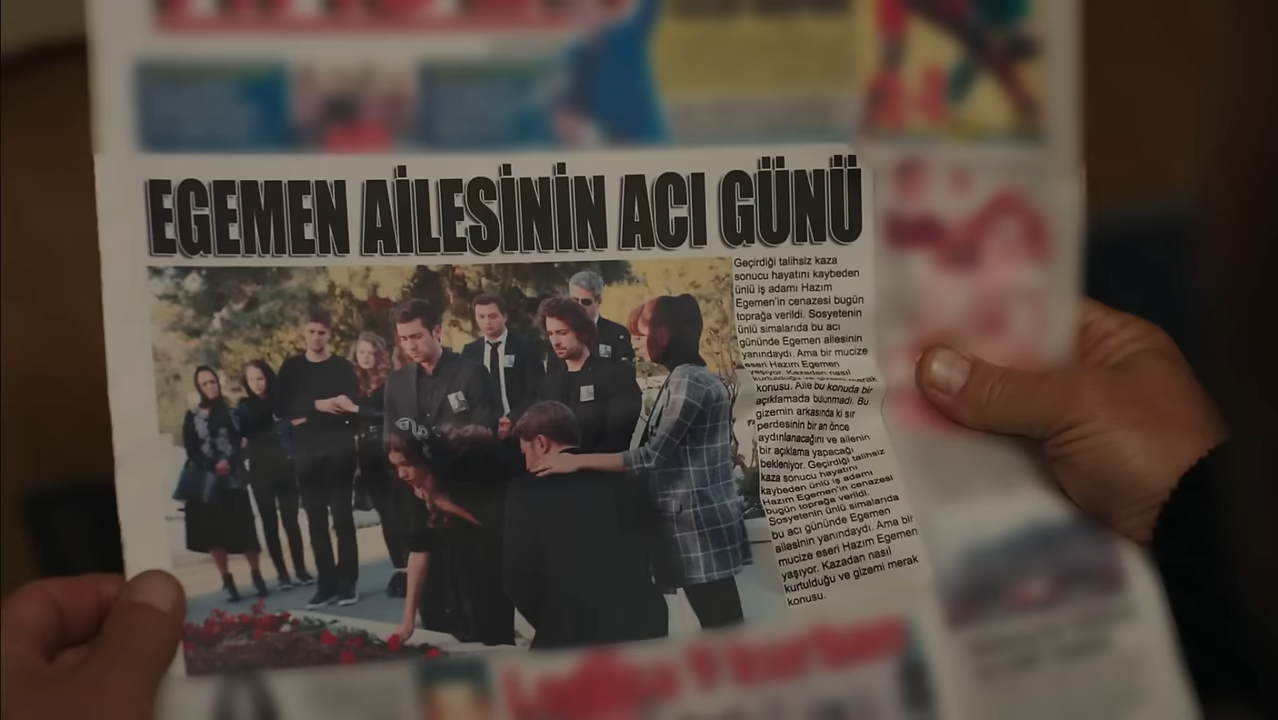 EGEMEN AİLESİNİN ACI GÜNÜ
Geçirdiği talihsiz kaza
sonucu hayatını kaybeden
ünlü iş adamı Hazım
Egemen'in cenazesi bugün
toprağa verildi. Sosyetenin
ünlü simalarıda bu acı
gününde Egemen ailesinin
yanındaydı. Ama bir mucize
eseri Hazım Egemen
yaşıyor. Kazadan nasıl
kurtulduğu ve gizemi merak
konusu. Aile bu konuda bir
açıklamada bulunmadı. Bu
gizemin arkasında ki sır
perdesinin bir an önce
aydınlanacağını ve ailenin
bir açıklama yapacağı
bekleniyor. Geçirdiği talihsiz
kaza sonucu hayatını
kaybeden ünlü iş adamı
Hazım Egemen'in cenazesi
bugün toprağa verildi.
Sosyetenin ünlü simalarıda
bu acı gününde Egemen
ailesinin yanındaydı. Ama bir
mucize eseri Hazım Egemen
yaşıyor. Kazadan nasıl
kurtulduğu ve gizemi merak
konusu.